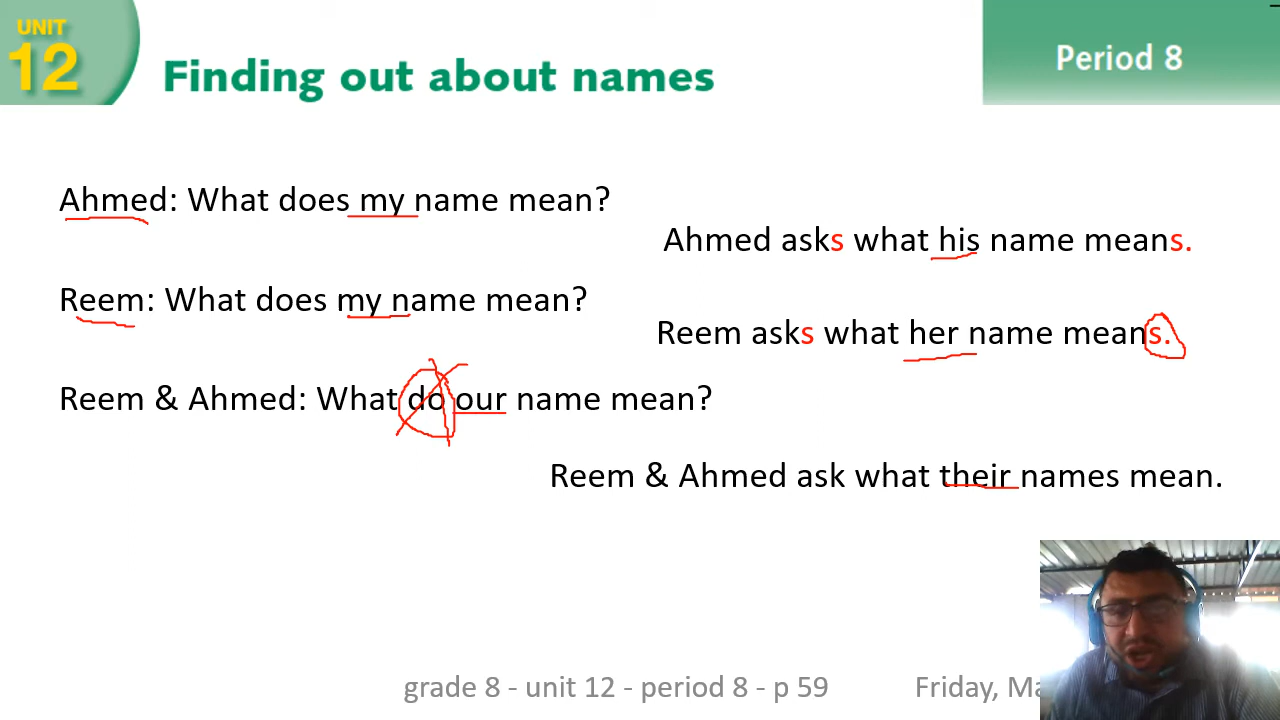 UNIT
12
Finding out about names
Period 8
Ahmed: What does my name mean?
Ahmed asks what his name means.
Reem: What does my name mean?
Reem asks what her name means.
Reem & Ahmed: What do our name mean?
Reem & Ahmed ask what their names mean.
grade 8 - unit 12 - period 8 - p 59
Friday,